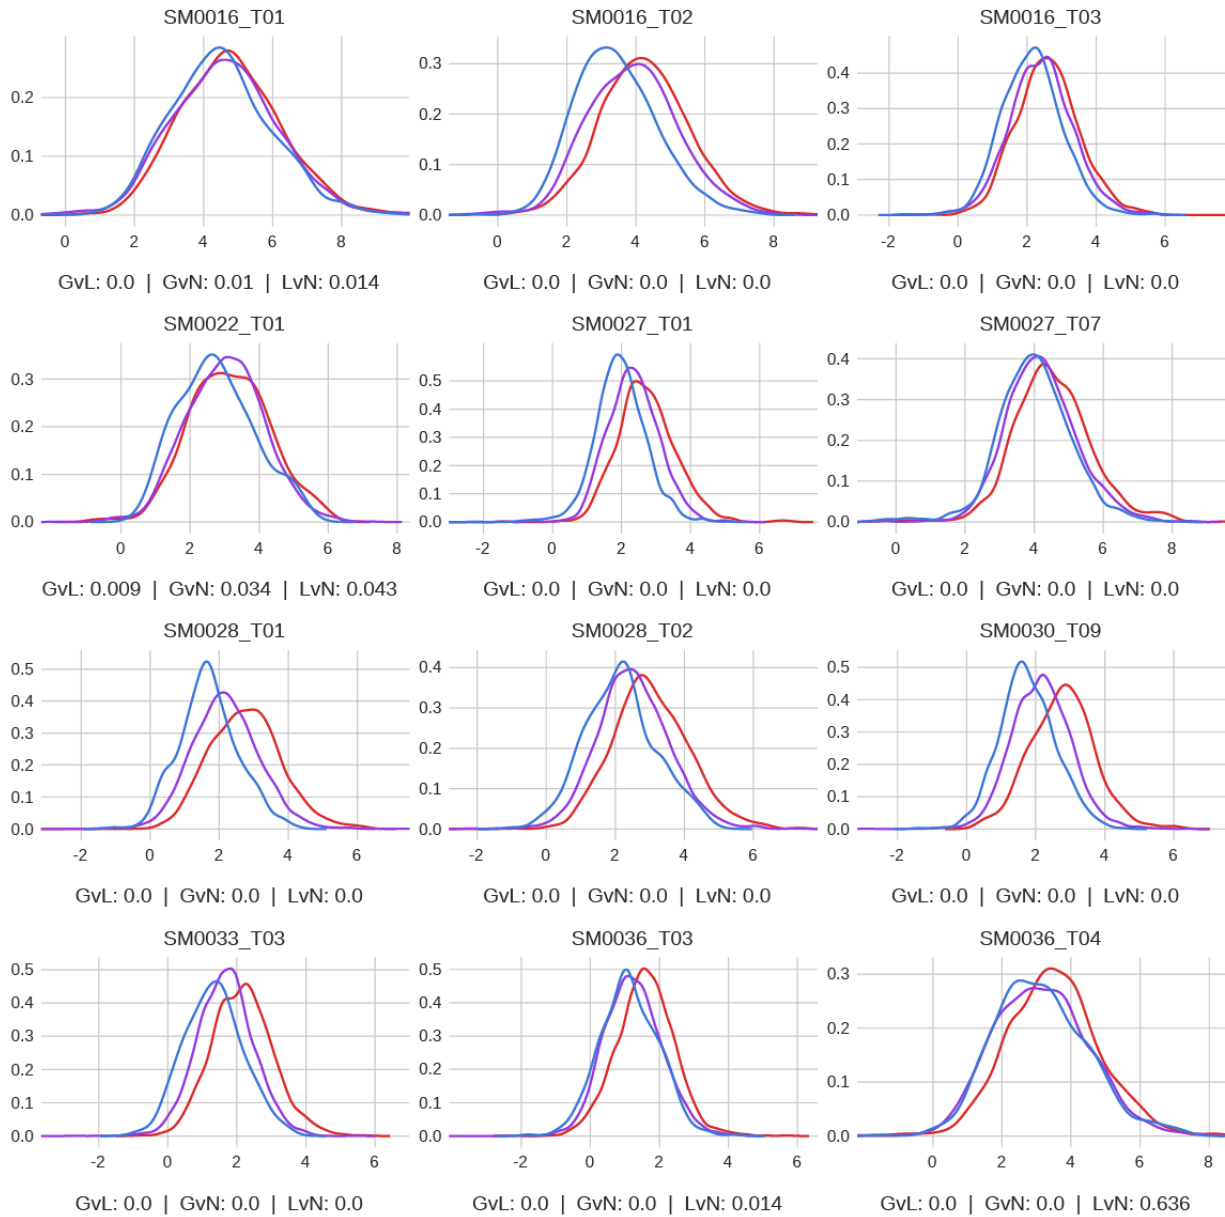 SM0016_T01 SM0016_T02 SM0016_T03
0.2 0.1 0.0
0 2 4 6 8
0.3 0.2 0.1 0.0
0 2 4 6 8
0.4 0.3 0.2 0.1 0.0
-2 0 2 4 6
GvL: 0.0 | GvN: 0.01 | LvN: 0.014
GvL: 0.0 | GvN: 0.0 | LvN: 0.0
GvL: 0.0 | GvN: 0.0 | LvN: 0.0
SM0022_T01 SM0027_T01 SM0027_T07
0.3 0.2 0.1 0.0
0 2 4 6 8
0.5 0.4 0.3 0.2 0.1 0.0
-2 0 2 4 6
0.4 0.3 0.2 0.1 0.0
0 2 4 6 8
GvL: 0.009 | GvN: 0.034 | LvN: 0.043
GvL: 0.0 | GvN: 0.0 | LvN: 0.0
GvL: 0.0 | GvN: 0.0 | LvN: 0.0
SM0028_T01 SM0028_T02 SM0030_T09
0.5 0.4 0.3 0.2 0.1 0.0
-2 0 2 4 6
0.4 0.3 0.2 0.1 0.0
-2 0 2 4 6
0.5 0.4 0.3 0.2 0.1 0.0
-2 0 2 4 6
GvL: 0.0 | GvN: 0.0 | LvN: 0.0
GvL: 0.0 | GvN: 0.0 | LvN: 0.0
GvL: 0.0 | GvN: 0.0 | LvN: 0.0
SM0033_T03 SM0036_T03 SM0036_T04
0.5 0.4 0.3 0.2 0.1 0.0
-2 0 2 4 6
0.5 0.4 0.3 0.2 0.1 0.0
-2 0 2 4 6
0.3 0.2 0.1 0.0
0 2 4 6 8
GvL: 0.0 | GvN: 0.0 | LvN: 0.0
GvL: 0.0 | GvN: 0.0 | LvN: 0.014
GvL: 0.0 | GvN: 0.0 | LvN: 0.636